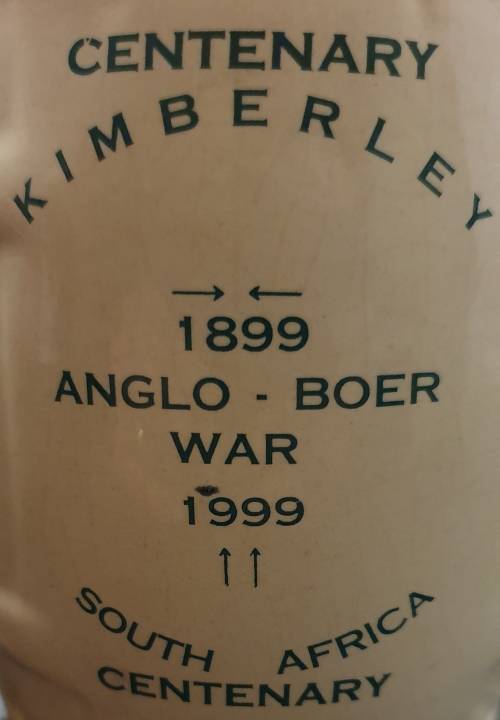 CENTENARY
KIMBERLEY
→ ←
1899
ANGLO - BOER
WAR
1999
↑↑
SOUTH AFRICA
CENTENARY